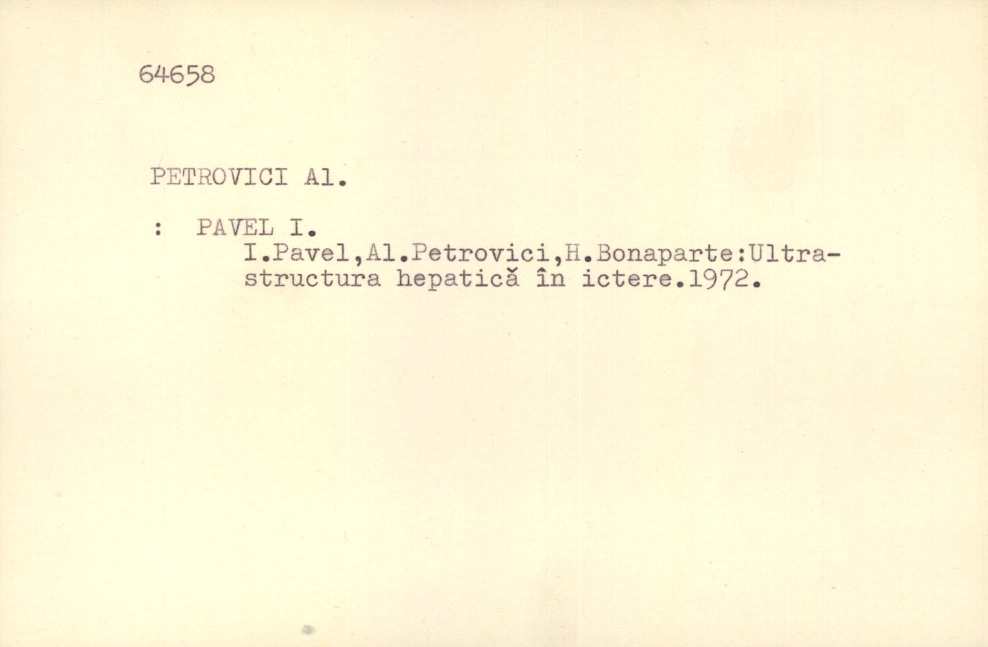 64658
PETROVICI Al.
: PAVEL I.
I.Pavel,Al.Petrovici,H.Bonaparte:Ultra-
structura hepatică în ictere.1972.